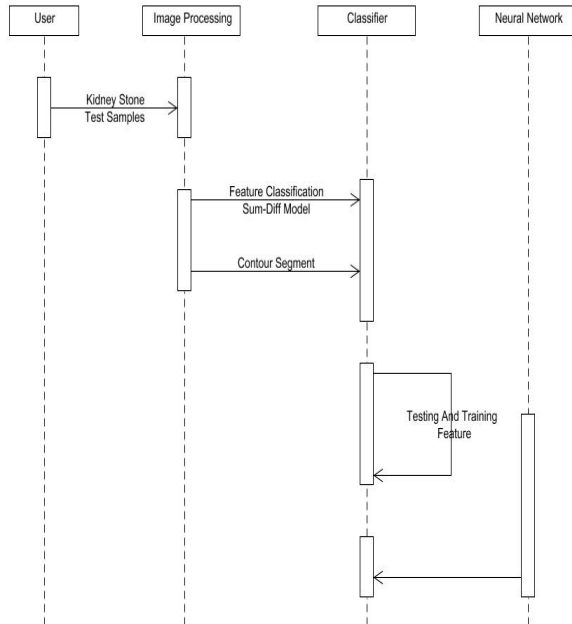 User
Image Processing
Classifier
Neural Network
Kidney Stone
Test Samples
Feature Classification
Sum-Diff Model
Contour Segment
Testing And Training
Feature